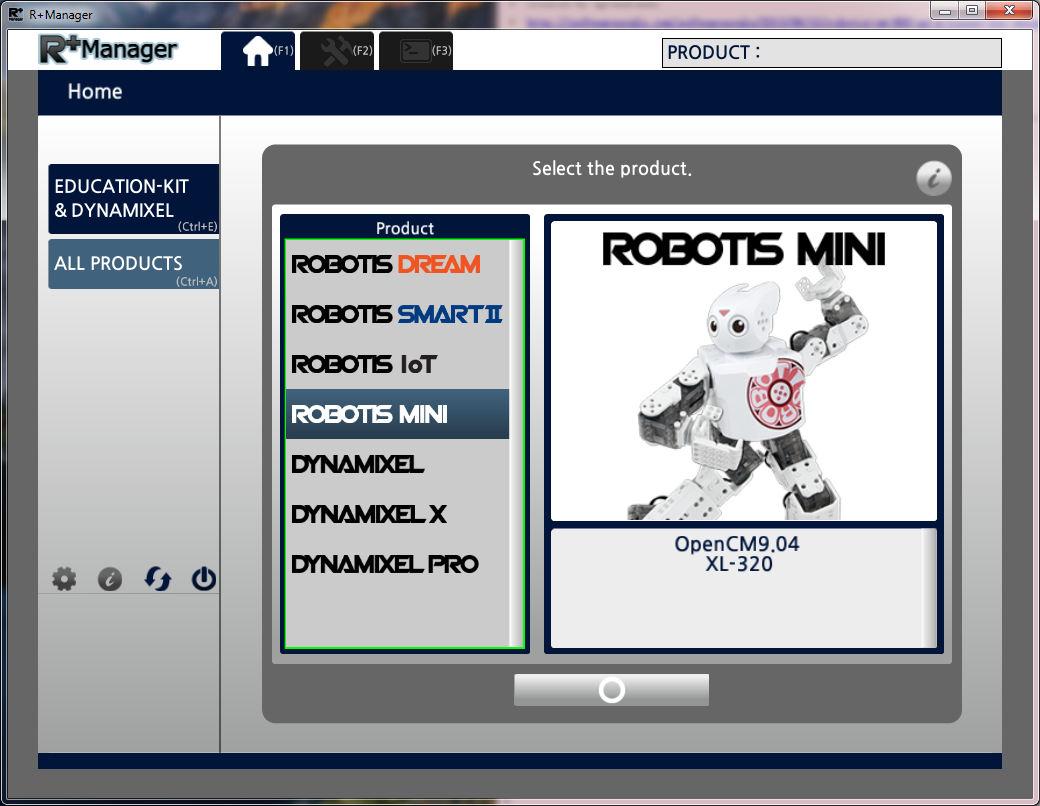 R+Manager
R+Manager
(F1)
(F2)
(F3)
PRODUCT :
Home
EDUCATION-KIT
& DYNAMIXEL
(Ctrl+E)
ALL PRODUCTS
(Ctrl+A)
Select the product.
Product
ROBOTIS DREAM
ROBOTIS SMART II
ROBOTIS IoT
ROBOTIS MINI
DYNAMIXEL
DYNAMIXEL X
DYNAMIXEL PRO
ROBOTIS MINI
OpenCM9.04
XL-320